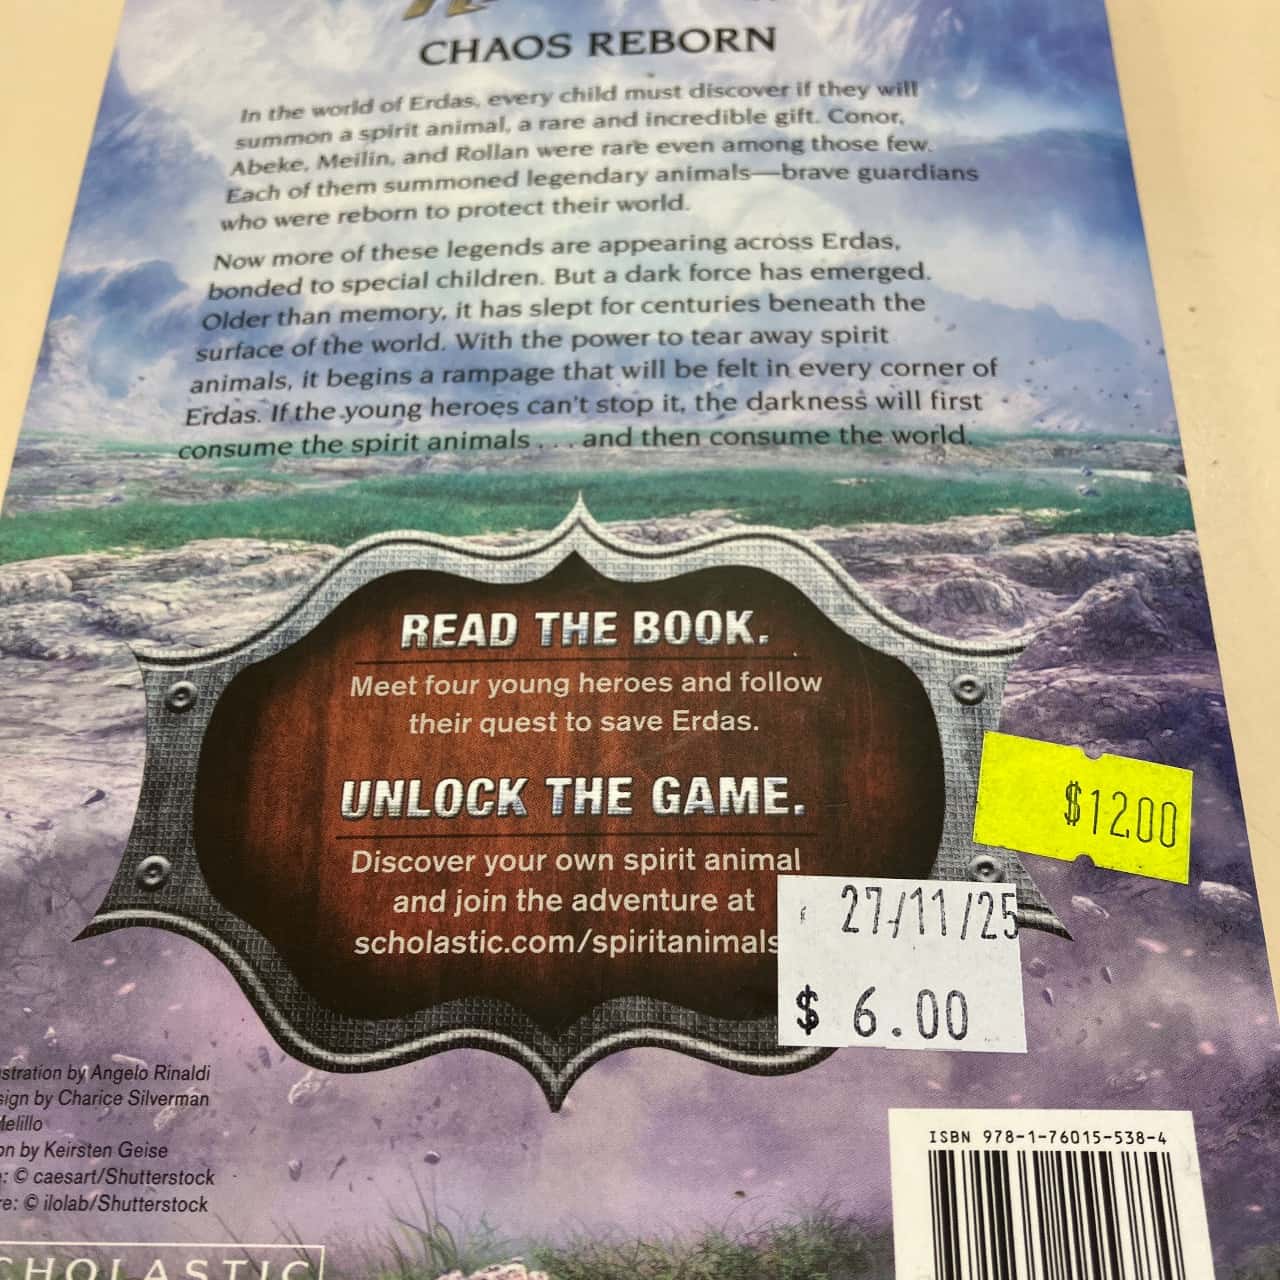 CHAOS REBORN
In the world of Erdas, every child must discover if they will
summon a spirit animal, a rare and incredible gift. Conor,
Abeke, Meilin, and Rollan were rare even among those few.
Each of them summoned legendary animals—brave guardians
who were reborn to protect their world.
Now more of these legends are appearing across Erdas,
bonded to special children. But a dark force has emerged.
Older than memory, it has slept for centuries beneath the
surface of the world. With the power to tear away spirit
animals, it begins a rampage that will be felt in every corner of
Erdas. If the young heroes can't stop it, the darkness will first
consume the spirit animals . . . and then consume the world.
READ THE BOOK.
Meet four young heroes and follow
their quest to save Erdas.
UNLOCK THE GAME.
Discover your own spirit animal
and join the adventure at
scholastic.com/spiritanimals
$12.00
27/11/25
$ 6.00
stration by Angelo Rinaldi
sign by Charice Silverman
Melillo
on by Keirsten Geise
: © caesart/Shutterstock
re: © ilolab/Shutterstock
CHOLASTIC
ISBN 978-1-76015-538-4